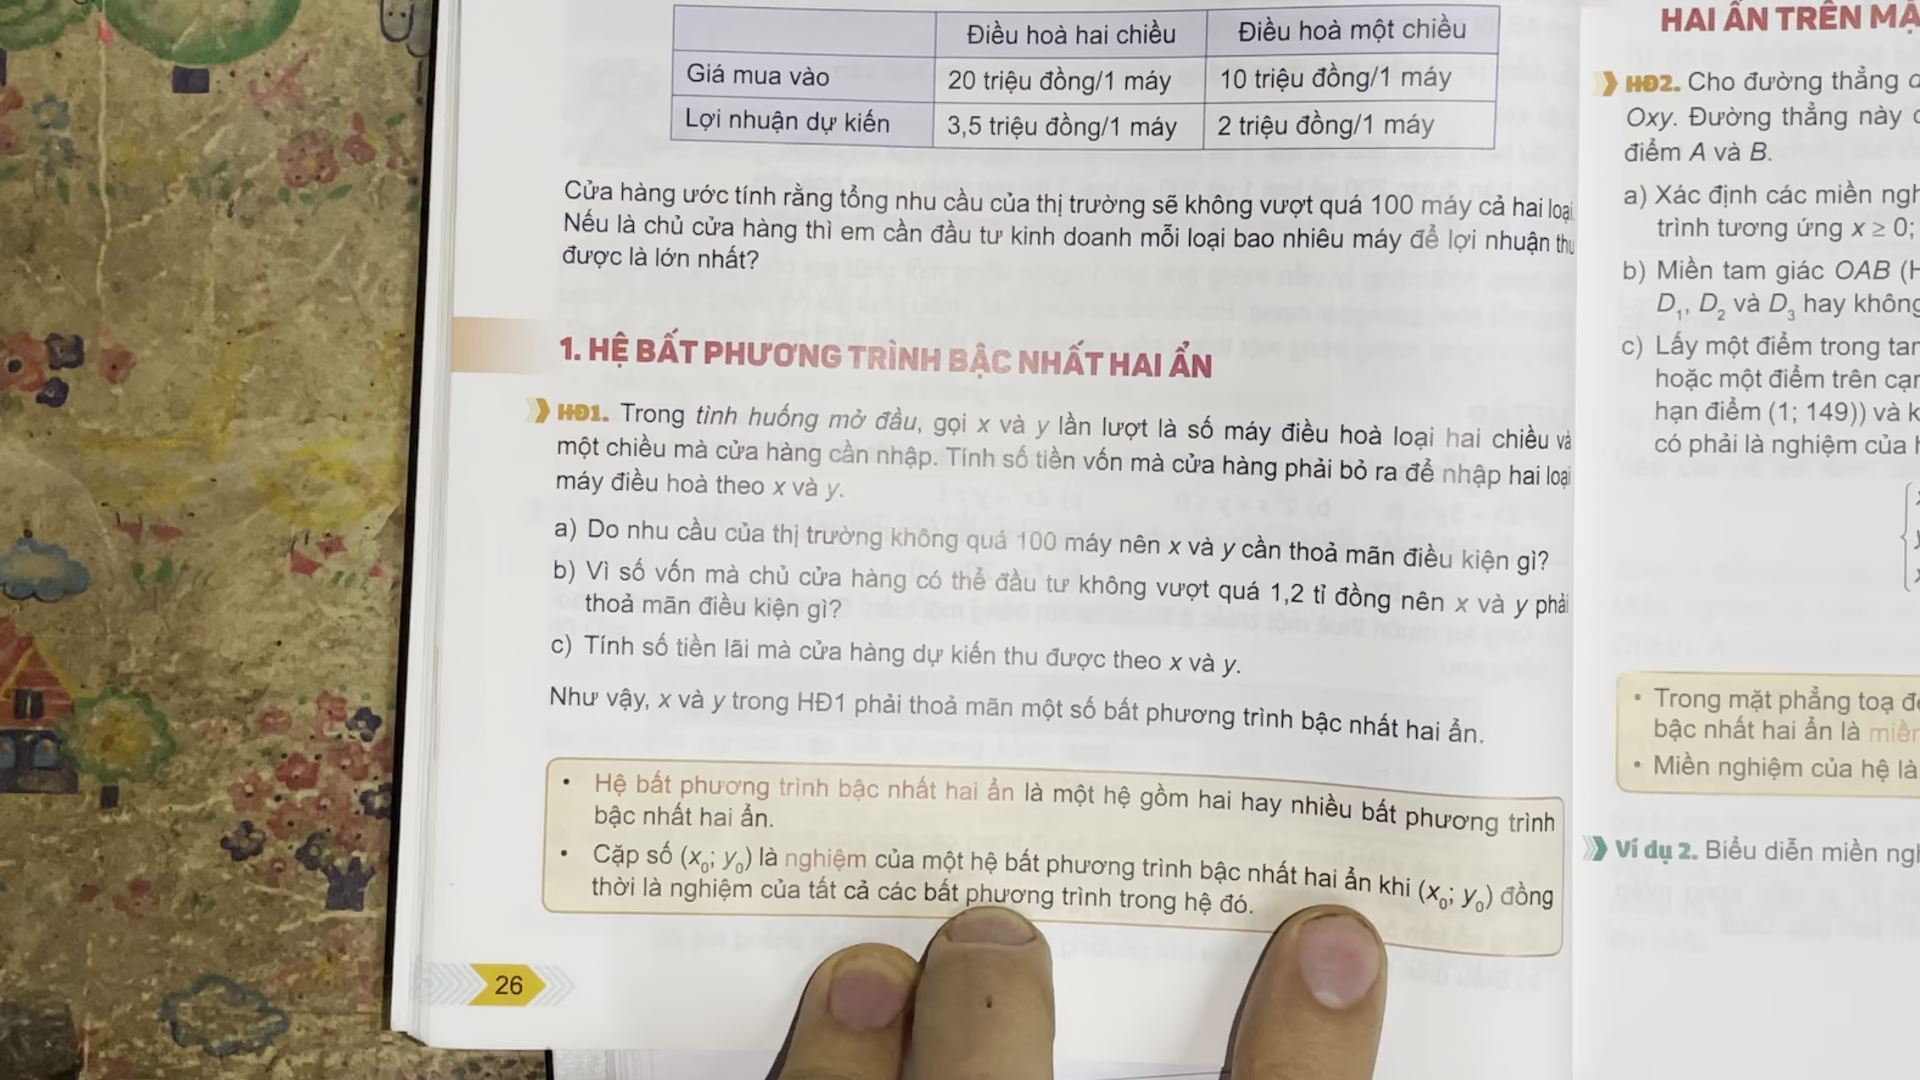 Điều hoà hai chiều Điều hoà một chiều
Giá mua vào 20 triệu đồng/1 máy 10 triệu đồng/1 máy
Lợi nhuận dự kiến 3,5 triệu đồng/1 máy 2 triệu đồng/1 máy
Cửa hàng ước tính rằng tổng nhu cầu của thị trường sẽ không vượt quá 100 máy cả hai loại.
Nếu là chủ cửa hàng thì em cần đầu tư kinh doanh mỗi loại bao nhiêu máy để lợi nhuận thu
được là lớn nhất?
1. HỆ BẤT PHƯƠNG TRÌNH BẬC NHẤT HAI ẨN
HĐ1. Trong tình huống mở đầu, gọi x và y lần lượt là số máy điều hoà loại hai chiều và
một chiều mà cửa hàng cần nhập. Tính số tiền vốn mà cửa hàng phải bỏ ra để nhập hai loại
máy điều hoà theo x và y.
a) Do nhu cầu của thị trường không quá 100 máy nên x và y cần thoả mãn điều kiện gì?
b) Vì số vốn mà chủ cửa hàng có thể đầu tư không vượt quá 1,2 tỉ đồng nên x và y phải
thoả mãn điều kiện gì?
c) Tính số tiền lãi mà cửa hàng dự kiến thu được theo x và y.
Như vậy, x và y trong HĐ1 phải thoả mãn một số bất phương trình bậc nhất hai ẩn.
• Hệ bất phương trình bậc nhất hai ẩn là một hệ gồm hai hay nhiều bất phương trình
bậc nhất hai ẩn.
• Cặp số (x₀; y₀) là nghiệm của một hệ bất phương trình bậc nhất hai ẩn khi (x₀; y₀) đồng
thời là nghiệm của tất cả các bất phương trình trong hệ đó.
26
HAI ẨN TRÊN
HĐ2. Cho đường thẳng
Oxy. Đường thẳng này
điểm A và B.
a) Xác định các miền
trình tương ứng x ≥ 0;
b) Miền tam giác OAB
D₁, D₂ và D₃ hay không
c) Lấy một điểm trong
hoặc một điểm trên
hạn điểm (1; 149)) và
có phải là nghiệm của
• Trong mặt phẳng toạ
bậc nhất hai ẩn là miền
• Miền nghiệm của hệ là
Ví dụ 2. Biểu diễn miền